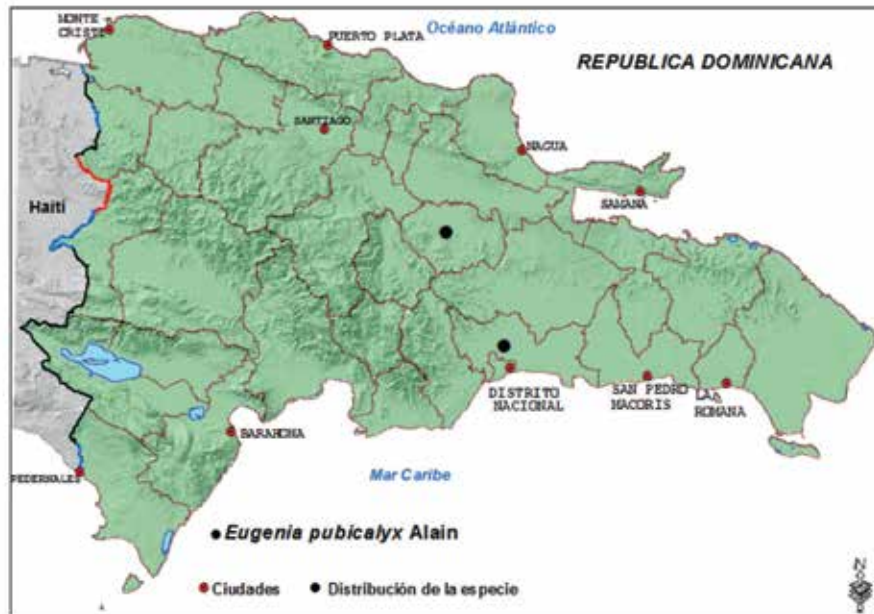 MONTE
CRISTI
PUERTO PLATA
Océano Atlántico
REPUBLICA DOMINICANA
SANTIAGO
NAGUA
SAMANA
Haití
DISTRITO
NACIONAL
SAN PEDRO
MACORIS
LA
ROMANA
BARAHONA
PEDERNALES
Mar Caribe
Eugenia pubicalyx Alain
Ciudades
Distribución de la especie
N